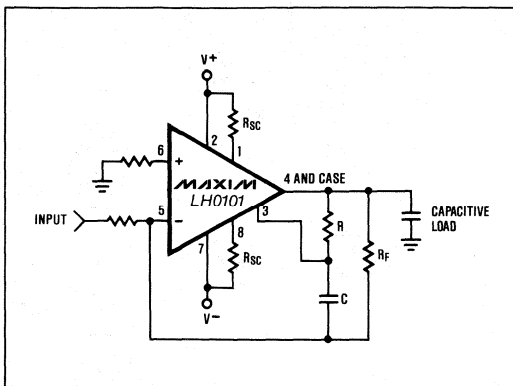 V+
RSC
2
1
6
+
MAXIM
LH0101
4 AND CASE
INPUT
5
−
3
7
8
RSC
R
RF
CAPACITIVE
LOAD
C
V−